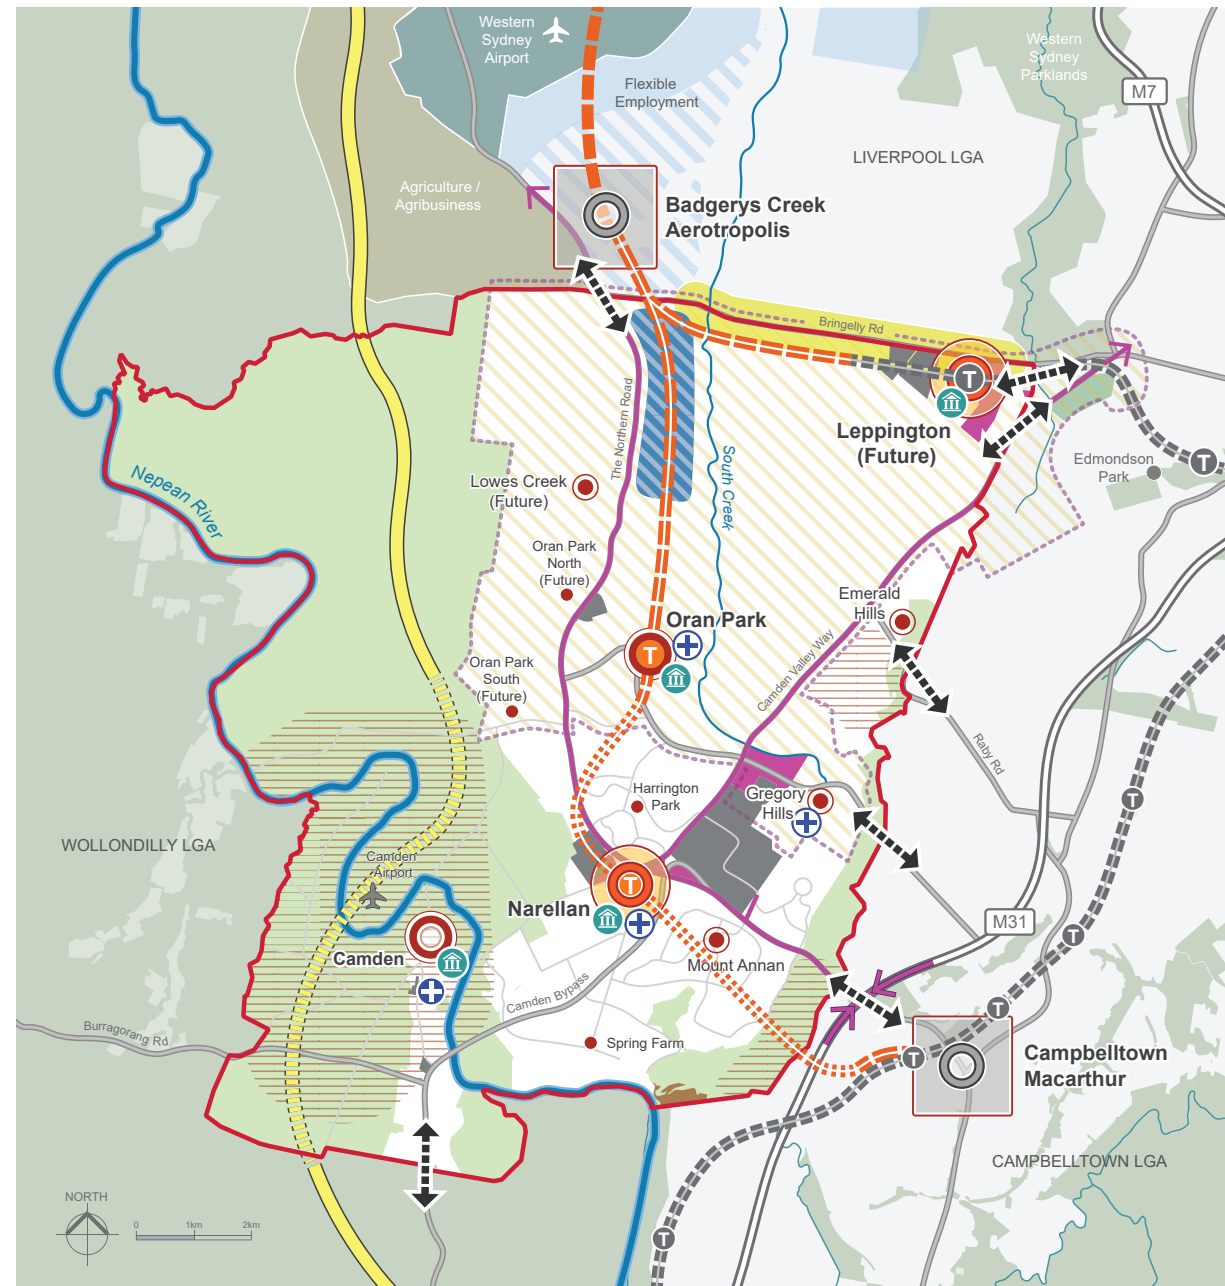 Western
Sydney
Airport
Flexible
Employment
Western
Sydney
Parklands
M7
LIVERPOOL LGA
Agriculture /
Agribusiness
Badgerys Creek
Aerotropolis
Bringelly Rd
T
Leppington
(Future)
T
Edmondson
Park
The Northern Road
South Creek
Nepean River
Lowes Creek
(Future)
Oran Park
North
(Future)
Emerald
Hills
Oran Park
T
Camden Valley Way
Oran Park
South
(Future)
Raby Rd
Harrington
Park
Gregory
Hills
T
WOLLONDILLY LGA
Camden
Airport
T
Narellan
M31
T
Camden
Mount Annan
Camden Bypass
T
Burragorang Rd
Spring Farm
T
Campbelltown
Macarthur
CAMPBELLTOWN LGA
NORTH
0 1km 2km
T